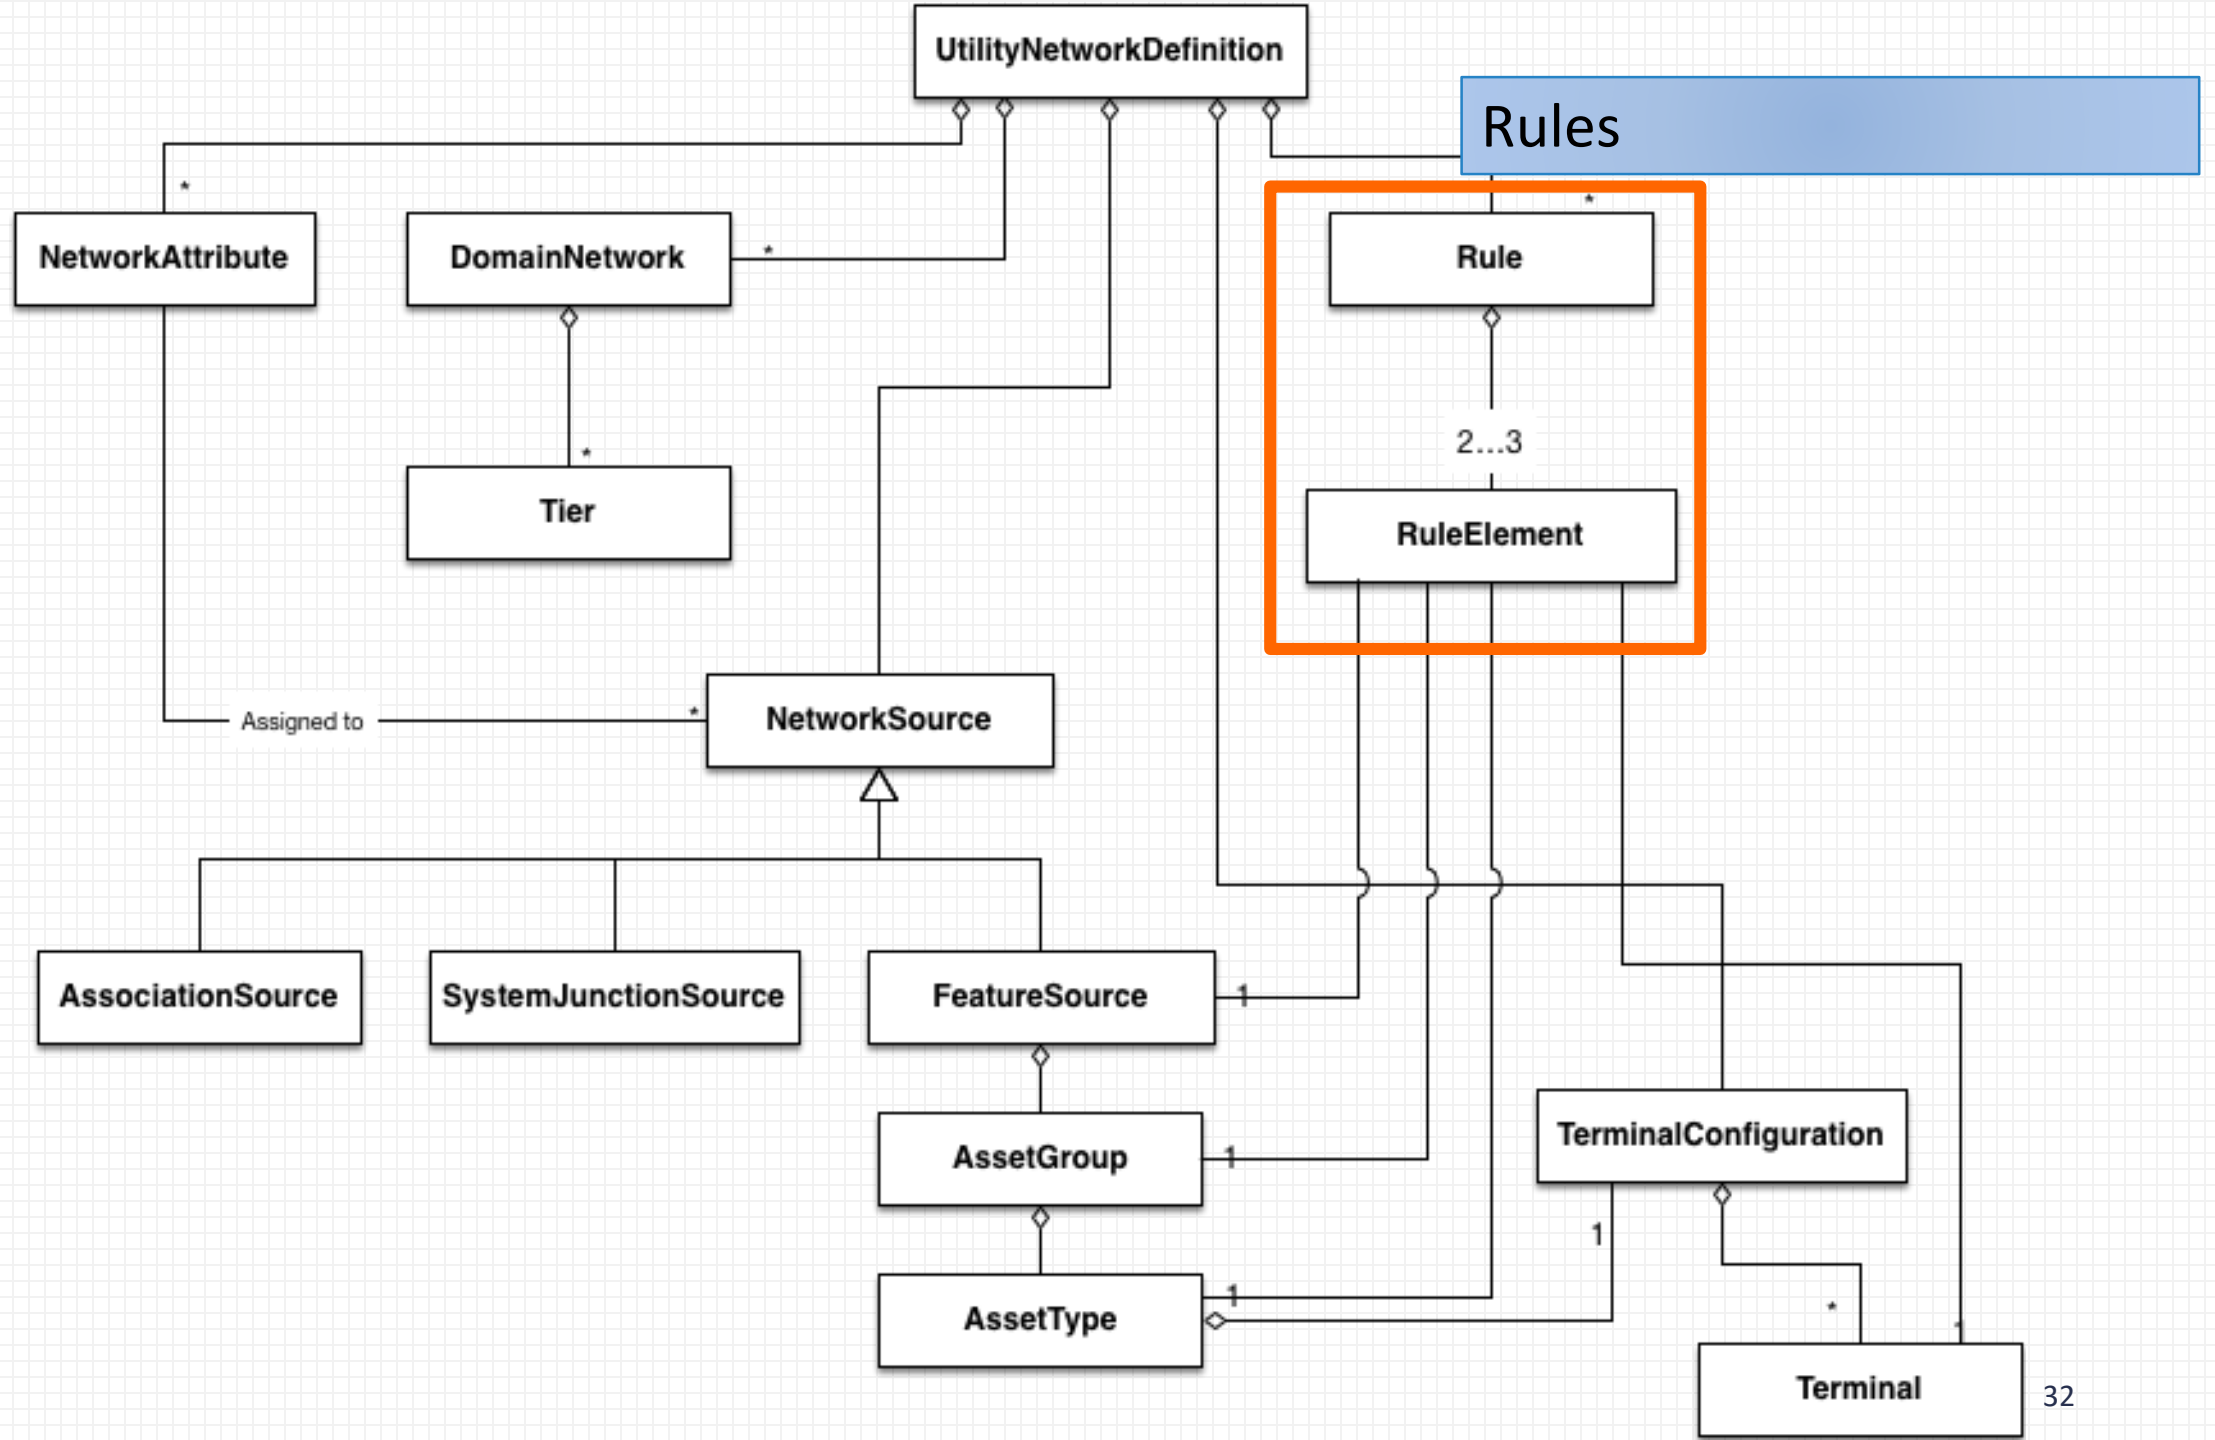 UtilityNetworkDefinition
Rules
*
*
NetworkAttribute
DomainNetwork
*
Rule
2...3
*
Tier
RuleElement
Assigned to
*
NetworkSource
AssociationSource
SystemJunctionSource
FeatureSource
1
AssetGroup
1
TerminalConfiguration
1
1
AssetType
*
1
Terminal
32